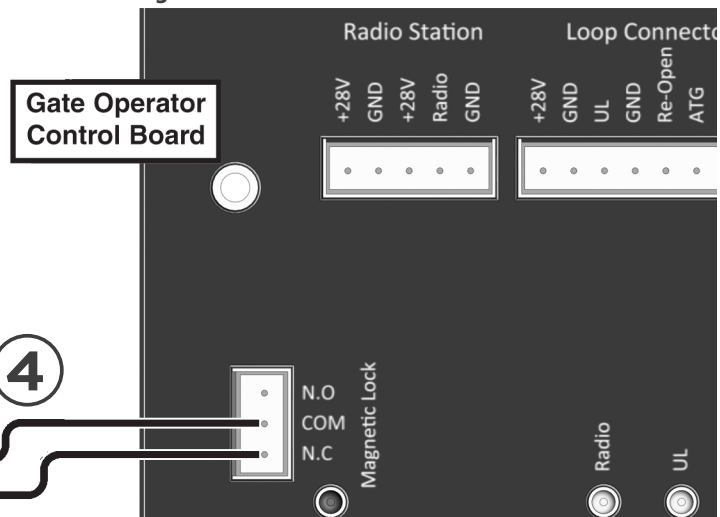 Radio Station
Loop Connecto
Gate Operator
Control Board
+28V
GND
+28V
Radio
GND
+28V
GND
UL
GND
Re-Open
ATG
4
N.O
COM
N.C
Magnetic Lock
Radio
UL